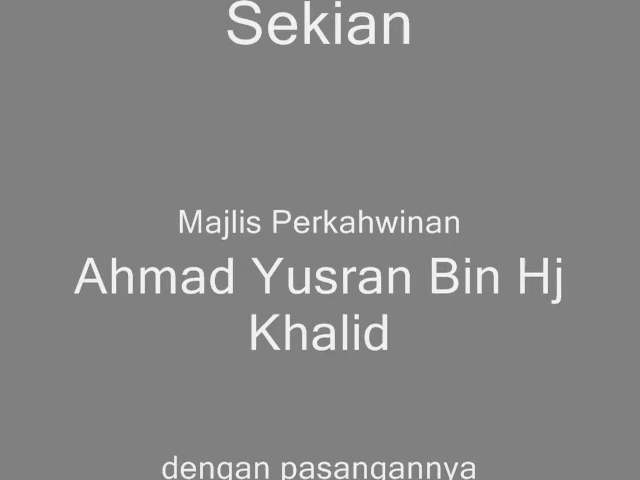 Sekian
Majlis Perkahwinan
Ahmad Yusran Bin Hj
Khalid
dengan pasangannya